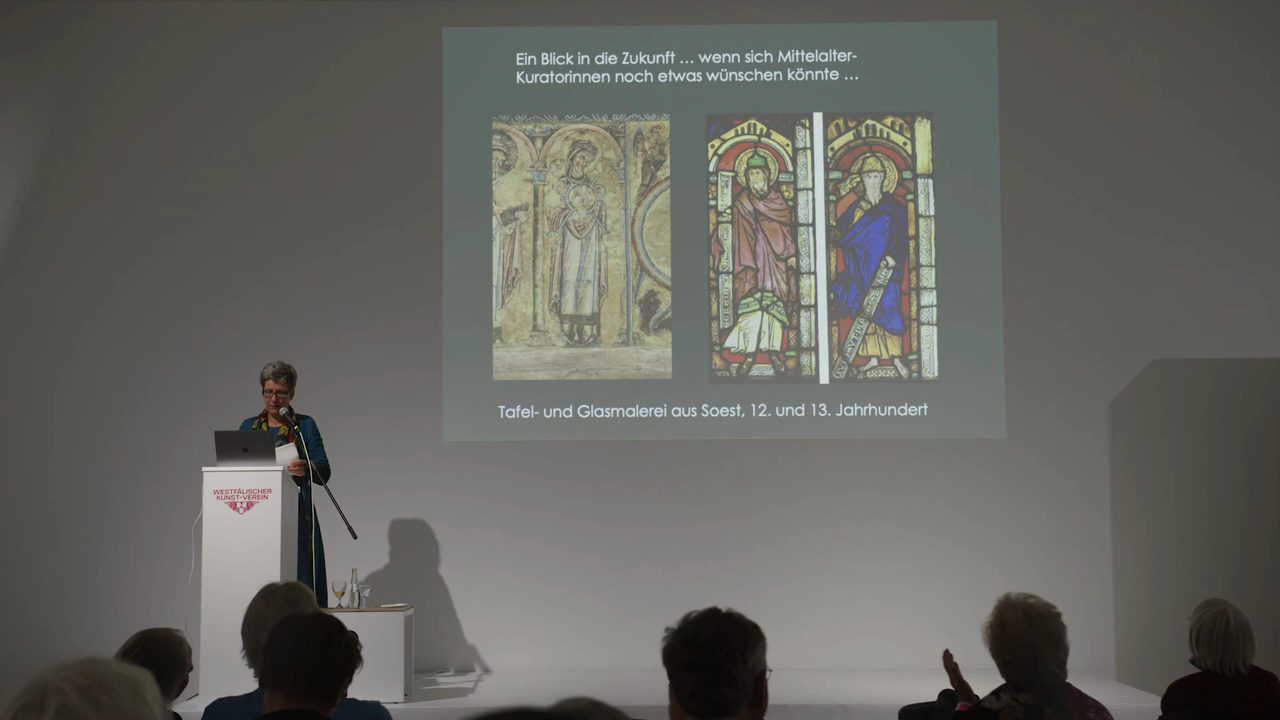 Ein Blick in die Zukunft ... wenn sich Mittelalter-
Kuratorinnen noch etwas wünschen könnte ...
Tafel- und Glasmalerei aus Soest, 12. und 13. Jahrhundert
WESTFÄLISCHER
KUNST-VEREIN